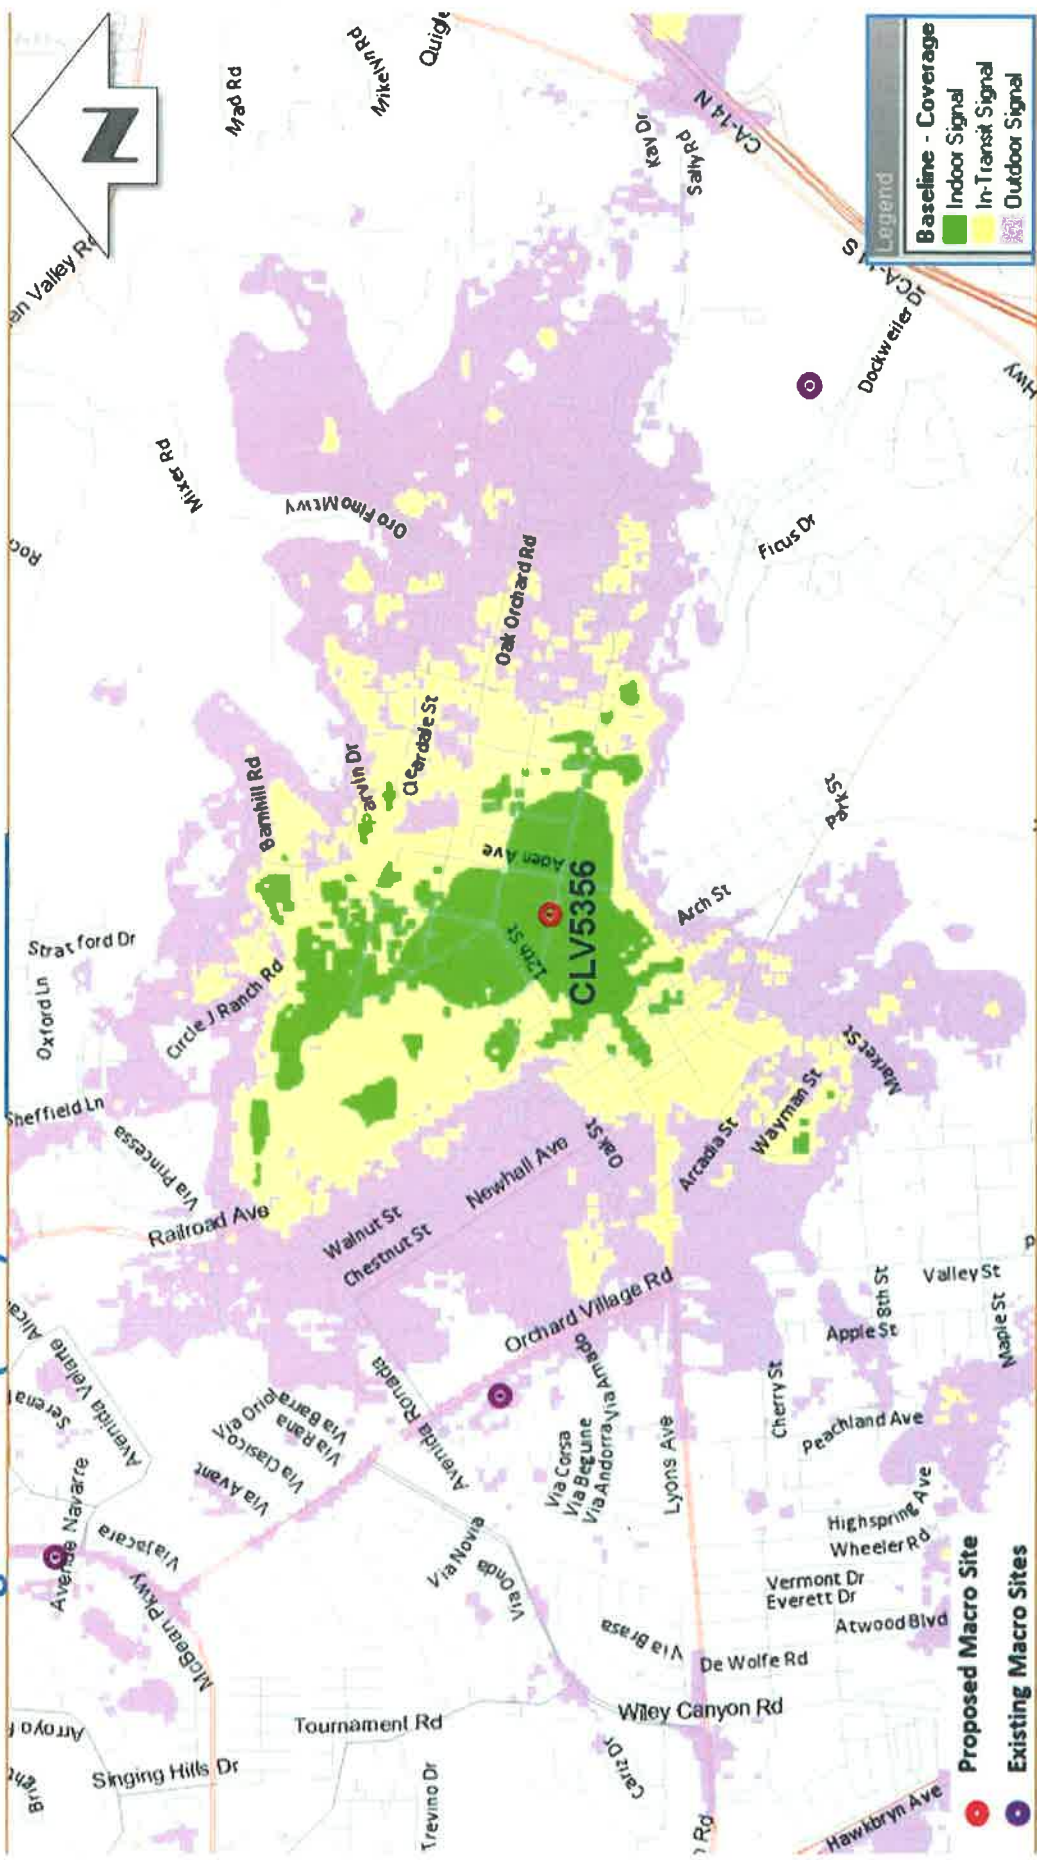 Legend
Baseline - Coverage
Indoor Signal
In-Transit Signal
Outdoor Signal
N
Mad Rd
Mikelyn Rd
Kay Dr
Sally Rd
CA-14 N
Mixer Rd
Oro Fino Mtwy
Dockweiler Dr
Hwy
Ficus Dr
Oak Orchard Rd
Cleardale St
Barnhill Rd
Park St
Aden Ave
12th St
CLV5356
Arch St
Stratford Dr
Oxford Ln
Circle J Ranch Rd
Sheffield Ln
Via Princessa
Railroad Ave
Walnut St
Chestnut St
Newhall Ave
Oak St
Arcadia St
Wayman St
Market St
Orchard Village Rd
Valley St
8th St
Apple St
Maple St
Avenida Velarte
Avenida Ronada
Via Orio
Via Barra
Via Rana
Via Clasico
Via Avant
Via Amado
Via Corsa
Via Beguine
Via Andorra
Lyons Ave
Cherry St
Peachland Ave
Highspring Ave
Wheeler Rd
Vermont Dr
Everett Dr
Atwood Blvd
Avenue Navarre
Via Jacara
McBean Pkwy
Via Novia
Via Onda
Via Brasa
De Wolfe Rd
Wiley Canyon Rd
Tournament Rd
Singing Hills Dr
Trevino Dr
Cariz Dr
Hawkbryn Ave
Proposed Macro Site
Existing Macro Sites